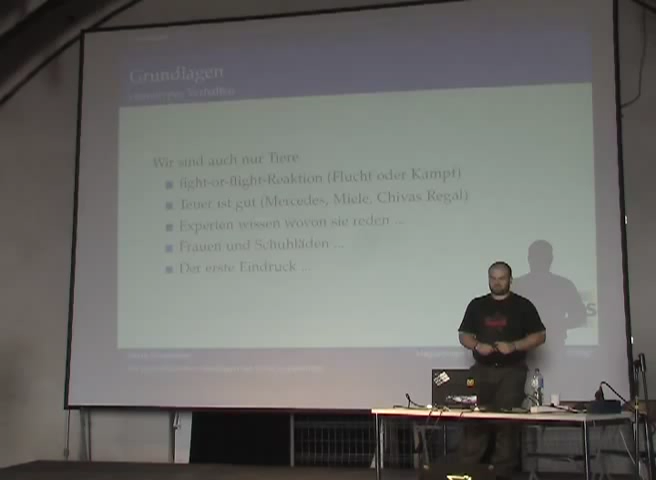 Grundlagen
Wir sind auch nur Tiere
fight-or-flight-Reaktion (Flucht oder Kampf)
Teuer ist gut (Mercedes, Miele, Chivas Regal)
Experten wissen wovon sie reden ...
Frauen und Schuhläden ...
Der erste Eindruck ...